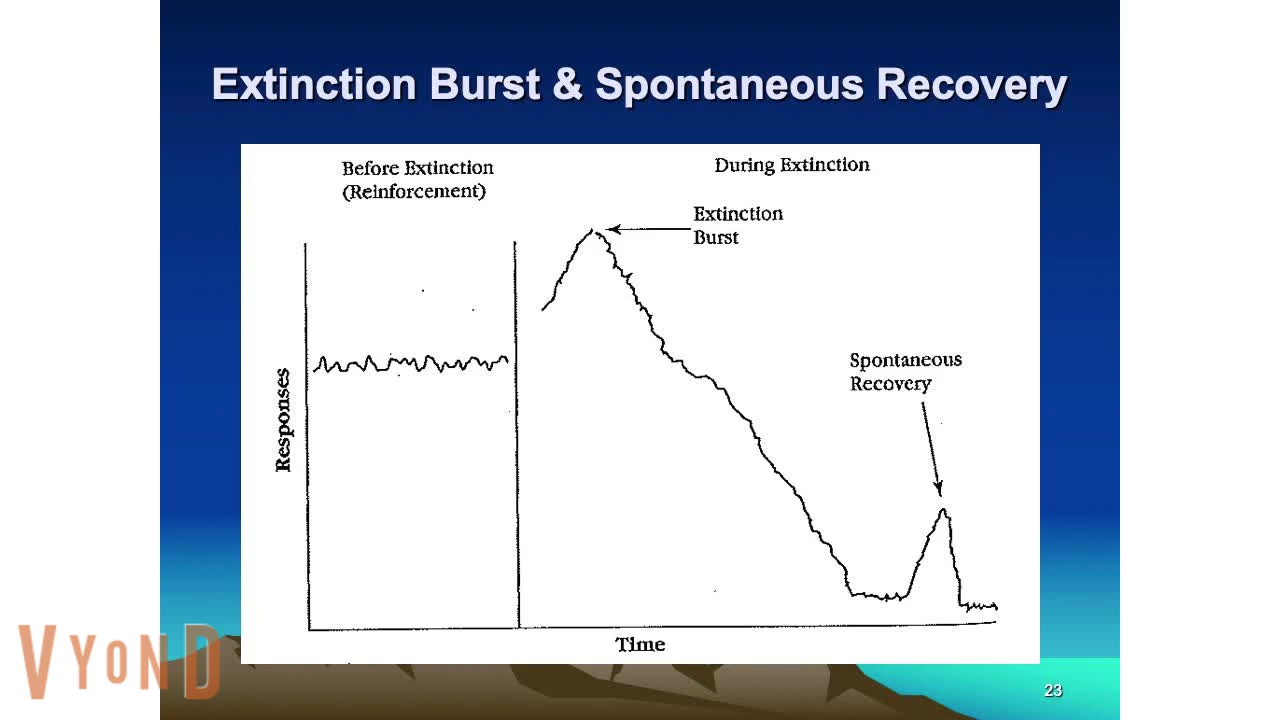 Extinction Burst & Spontaneous Recovery
Before Extinction
(Reinforcement)
During Extinction
Extinction
Burst
Spontaneous
Recovery
Responses
Time
VYOND
23